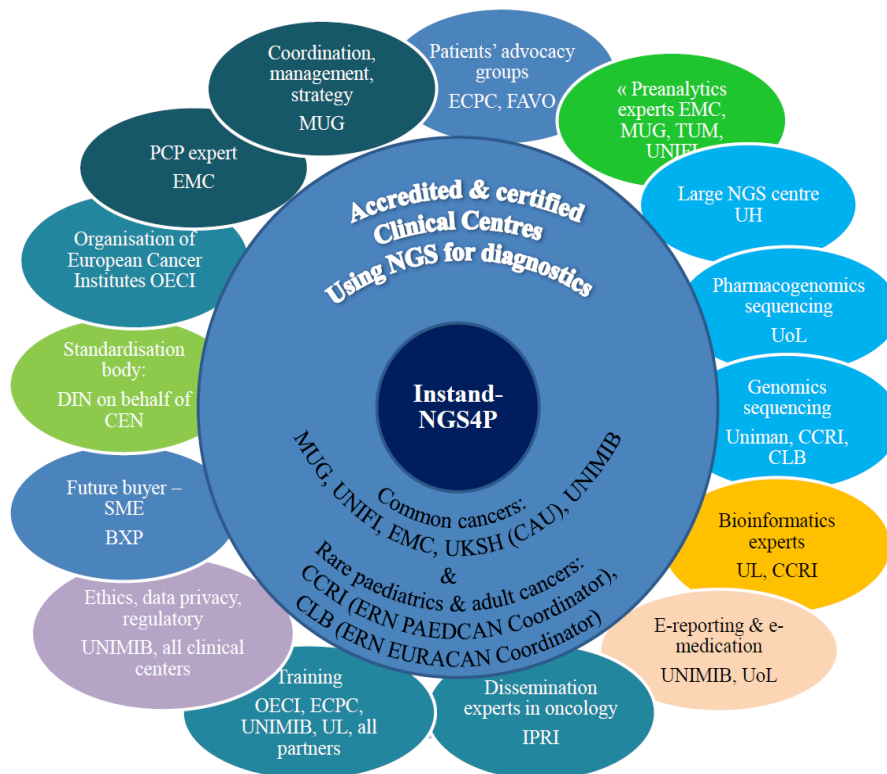 Coordination,
management,
strategy
MUG
Patients' advocacy
groups
ECPC, FAVO
« Preanalytics
experts EMC,
MUG, TUM,
UNIFI
Large NGS centre
UH
Pharmacogenomics
sequencing
UoL
Genomics
sequencing
Uniman, CCRI,
CLB
Bioinformatics
experts
UL, CCRI
E-reporting & e-
medication
UNIMIB, UoL
Dissemination
experts in oncology
IPRI
Training
OECI, ECPC,
UNIMIB, UL, all
partners
Ethics, data privacy,
regulatory
UNIMIB, all clinical
centers
Future buyer –
SME
BXP
Standardisation
body:
DIN on behalf of
CEN
Organisation of
European Cancer
Institutes OECI
PCP expert
EMC
Accredited & certified
Clinical Centres
Using NGS for diagnostics
Instand-
NGS4P
Common cancers:
MUG, UNIFI, EMC, UKSH (CAU), UNIMIB
&
Rare paediatrics & adult cancers:
CCRI (ERN PAEDCAN Coordinator),
CLB (ERN EURACAN Coordinator)